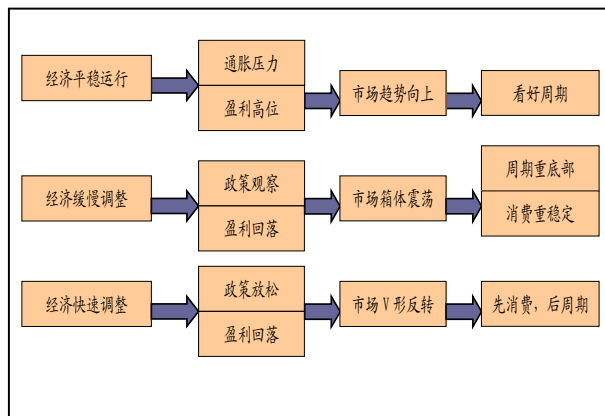 经济平稳运行
通胀压力
盈利高位
市场趋势向上
看好周期
经济缓慢调整
政策观察
盈利回落
市场箱体震荡
周期重底部
消费重稳定
经济快速调整
政策放松
盈利回落
市场V形反转
先消费，后周期